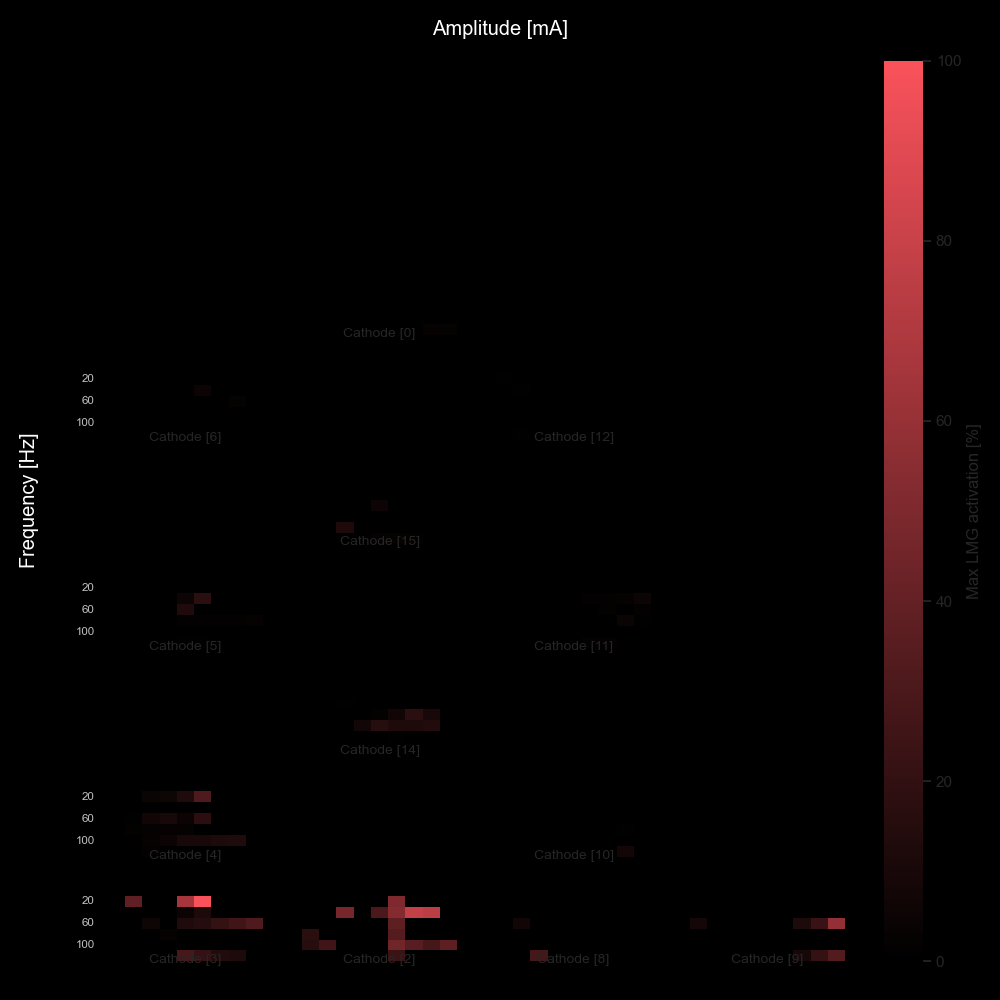 Amplitude [mA]
100
80
60
40
20
0
Max LMG activation [%]
Frequency [Hz]
Cathode [0]
20
60
100
Cathode [6]
Cathode [12]
Cathode [15]
20
60
100
Cathode [5]
Cathode [11]
Cathode [14]
20
60
100
Cathode [4]
Cathode [10]
20
60
100
Cathode [3]
Cathode [2]
Cathode [8]
Cathode [9]